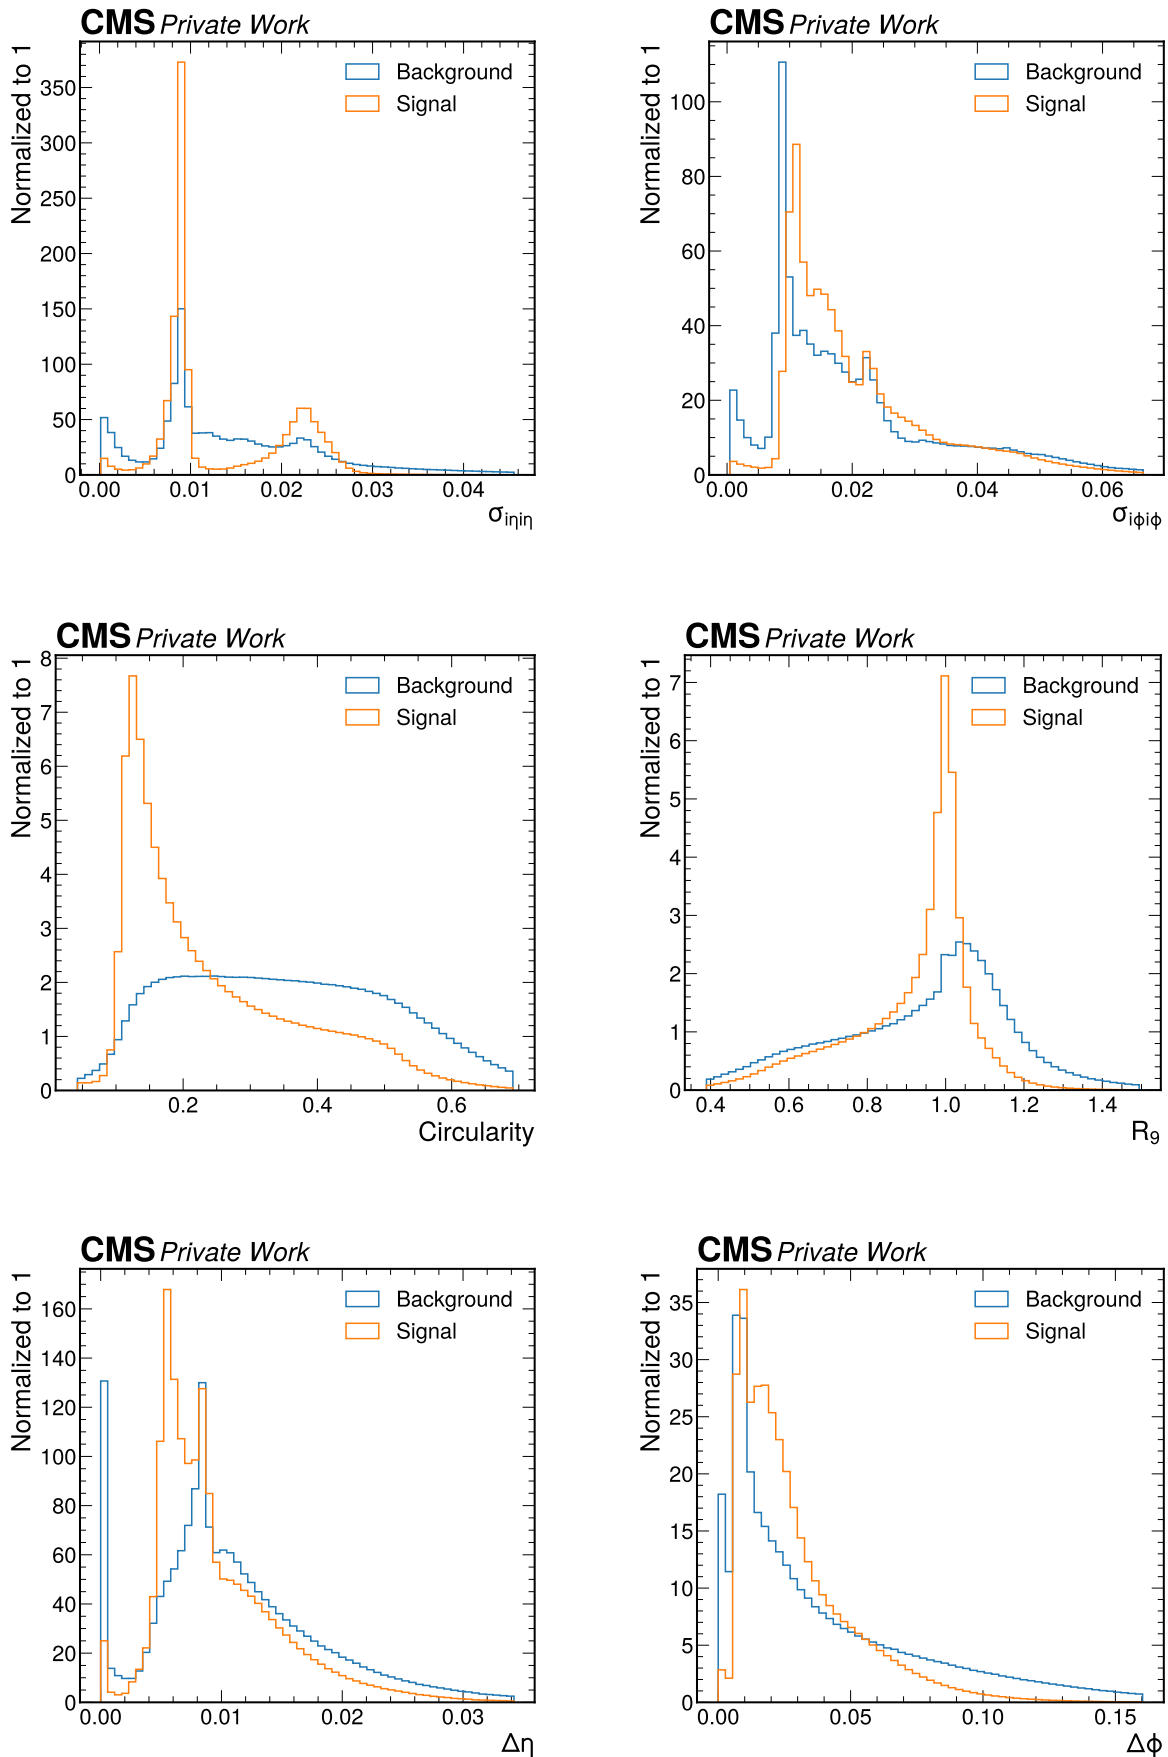 CMS Private Work
Normalized to 1
Background
Signal
350
300
250
200
150
100
50
0
0.00 0.01 0.02 0.03 0.04
σiηiη
CMS Private Work
Normalized to 1
Background
Signal
100
80
60
40
20
0
0.00 0.02 0.04 0.06
σiϕiϕ
CMS Private Work
Normalized to 1
Background
Signal
8
7
6
5
4
3
2
1
0
0.2 0.4 0.6
Circularity
CMS Private Work
Normalized to 1
Background
Signal
7
6
5
4
3
2
1
0
0.4 0.6 0.8 1.0 1.2 1.4
R9
CMS Private Work
Normalized to 1
Background
Signal
160
140
120
100
80
60
40
20
0
0.00 0.01 0.02 0.03
Δη
CMS Private Work
Normalized to 1
Background
Signal
35
30
25
20
15
10
5
0
0.00 0.05 0.10 0.15
Δϕ